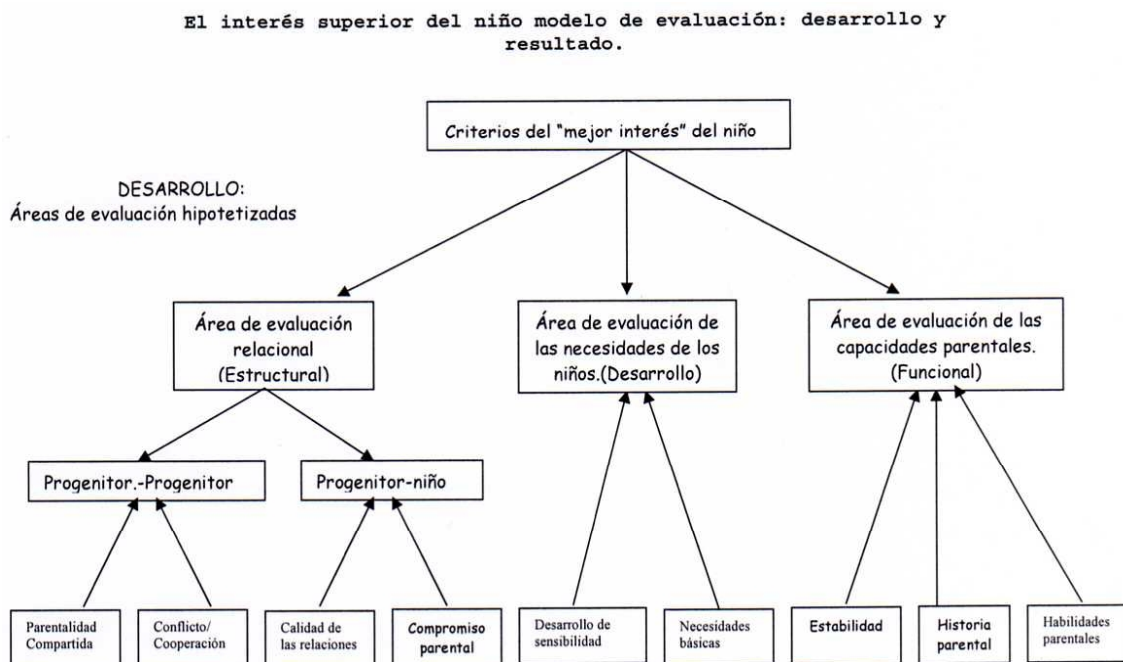 El interés superior del niño modelo de evaluación: desarrollo y
resultado.
Criterios del "mejor interés" del niño
DESARROLLO:
Áreas de evaluación hipotetizadas
Área de evaluación
relacional
(Estructural)
Área de evaluación de
las necesidades de los
niños.(Desarrollo)
Área de evaluación de las
capacidades parentales.
(Funcional)
Progenitor.-Progenitor
Progenitor-niño
Parentalidad
Compartida
Conflicto/
Cooperación
Calidad de
las relaciones
Compromiso
parental
Desarrollo de
sensibilidad
Necesidades
básicas
Estabilidad
Historia
parental
Habilidades
parentales